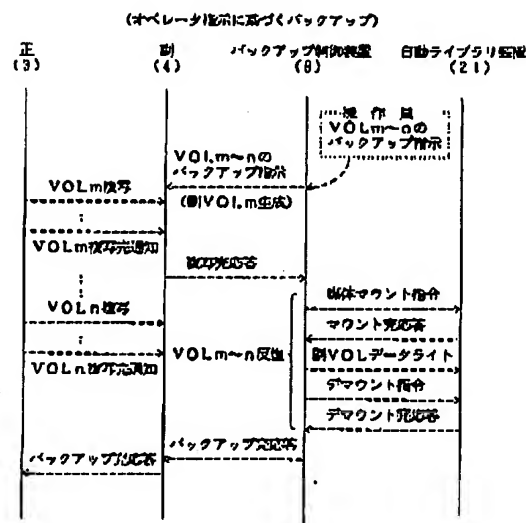 (オペレータ指示に基づくバックアップ)
正 副 バックアップ制御装置 自動ライブラリ装置
(3) (4) (8) (21)
操作員
VOLm~nの
バックアップ指示
VOLm~nの
バックアップ指示
VOLm複写
(副VOLm生成)
:
VOLm複写完通知
複写完応答
:
媒体マウント指令
VOLn複写
マウント完応答
:
VOLm~n反復
副VOLデータライト
VOLn複写完通知
デマウント指令
デマウント完応答
バックアップ完応答
バックアップ完応答